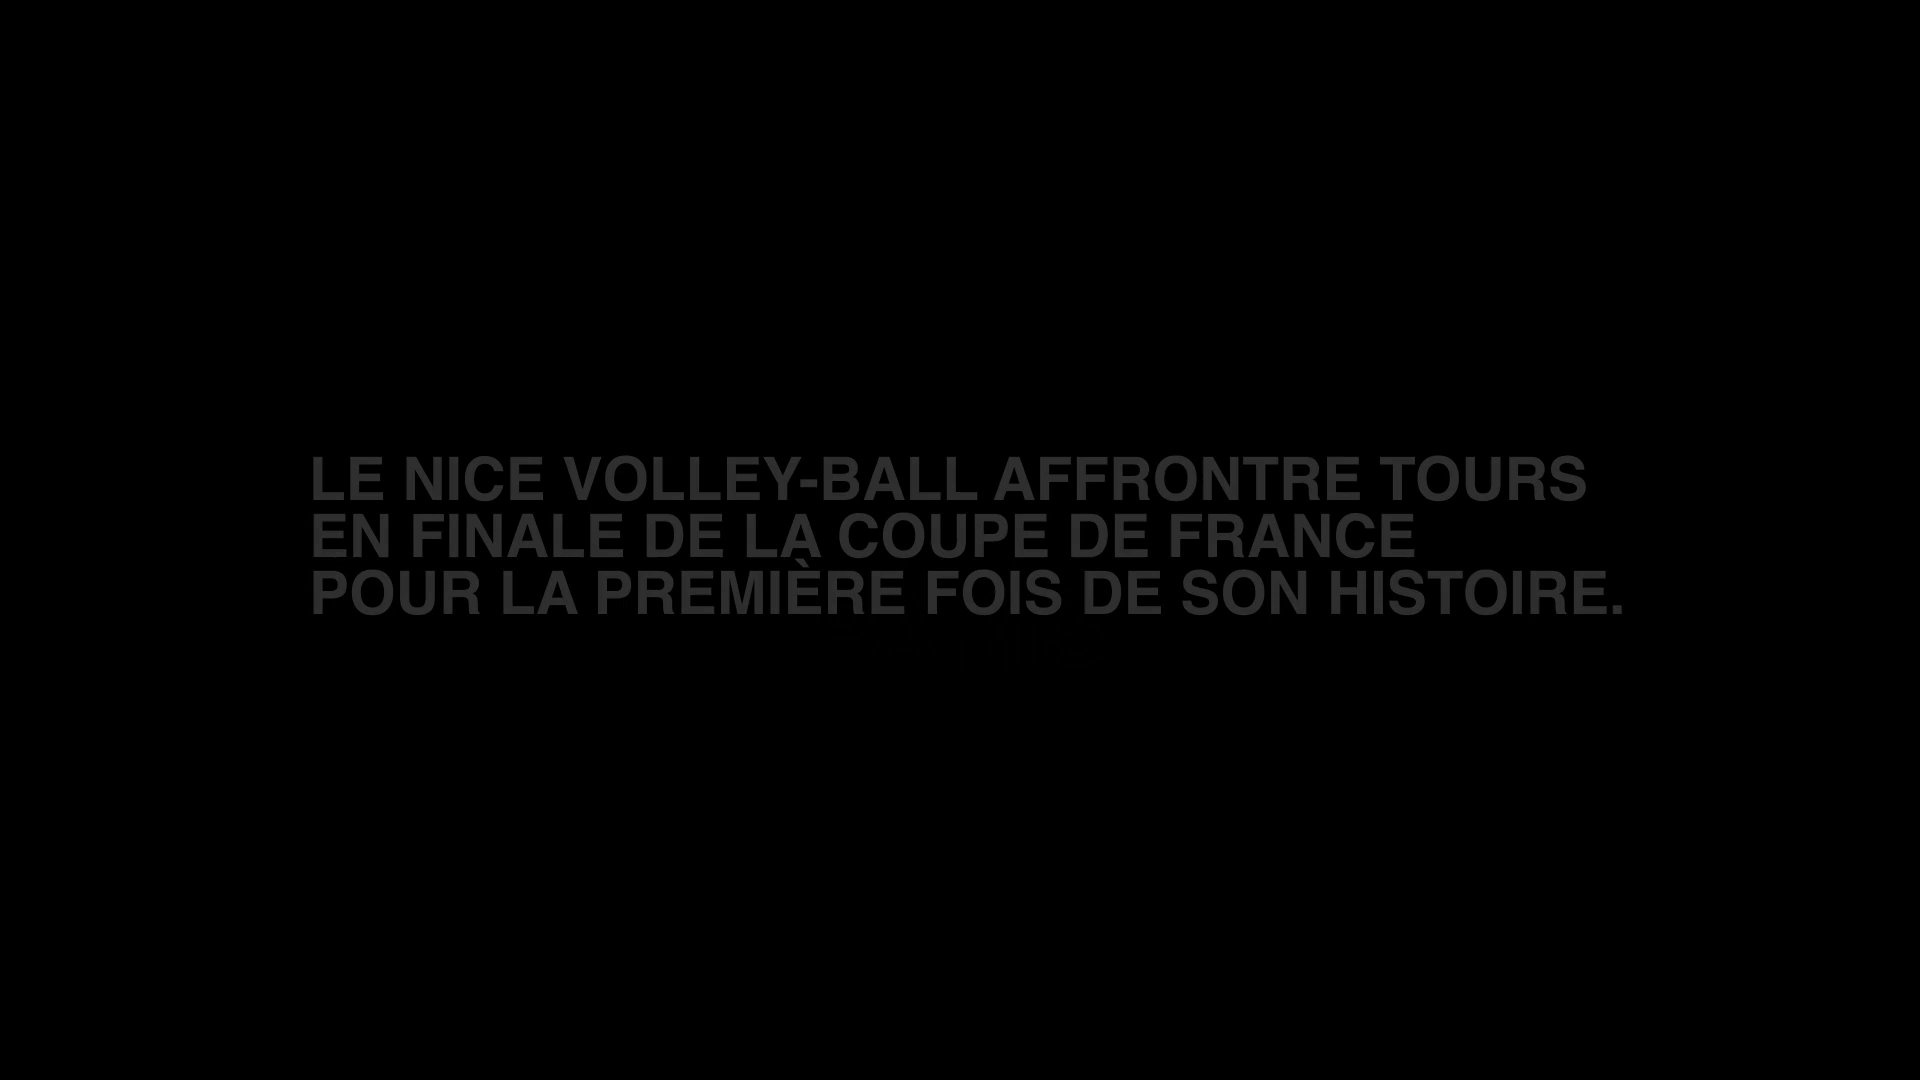 LE NICE VOLLEY-BALL AFFRONTRE TOURS
EN FINALE DE LA COUPE DE FRANCE
POUR LA PREMIÈRE FOIS DE SON HISTOIRE.